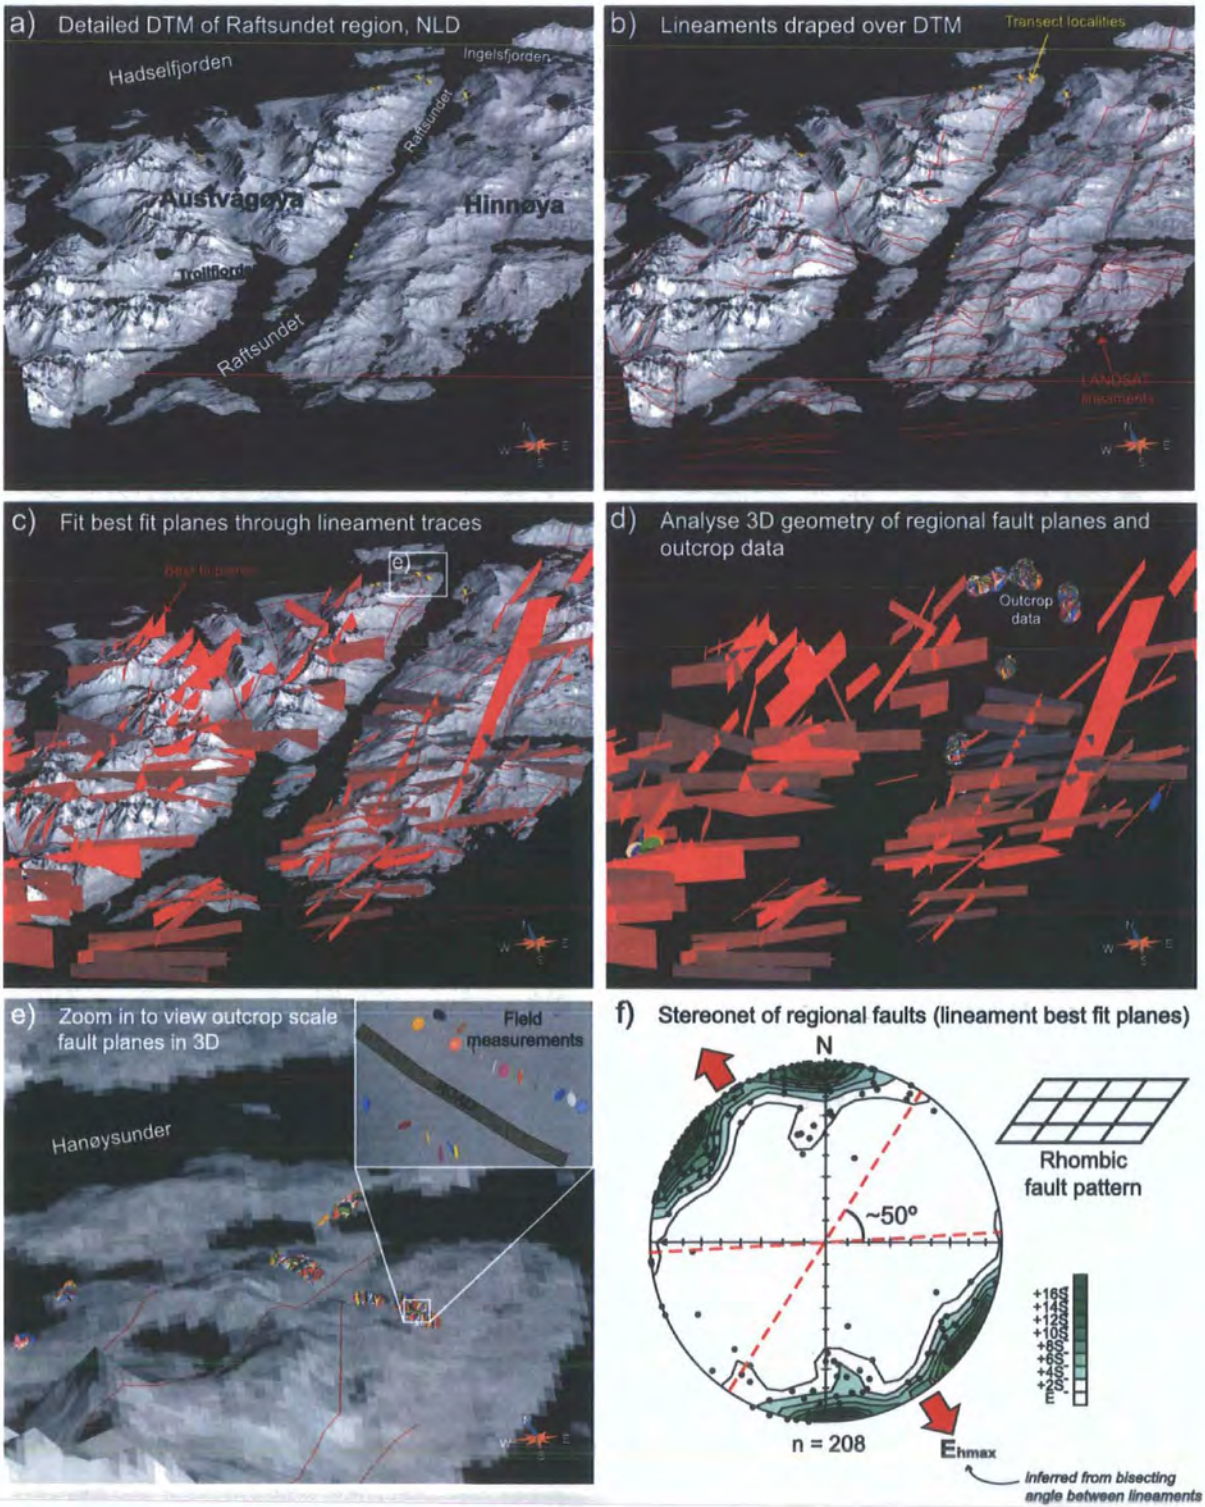 a) Detailed DTM of Raftsundet region, NLD
Hadselfjorden
Ingelsfjorden
Raftsundet
Austvågøya
Hinnøya
Trollfjorden
Raftsundet
W E
S
b) Lineaments draped over DTM
Transect localities
LANDSAT
lineaments
W E
S
c) Fit best fit planes through lineament traces
Best fit planes
e)
W E
S
d) Analyse 3D geometry of regional fault planes and
outcrop data
Outcrop
data
N
W E
S
e) Zoom in to view outcrop scale
fault planes in 3D
Field
measurements
Hanøysunder
W E
S
f) Stereonet of regional faults (lineament best fit planes)
N
~50º
Rhombic
fault pattern
+16S
+14S
+12S
+10S
+8S
+6S
+4S
+2S
E
n = 208
Ehmax
Inferred from bisecting
angle between lineaments